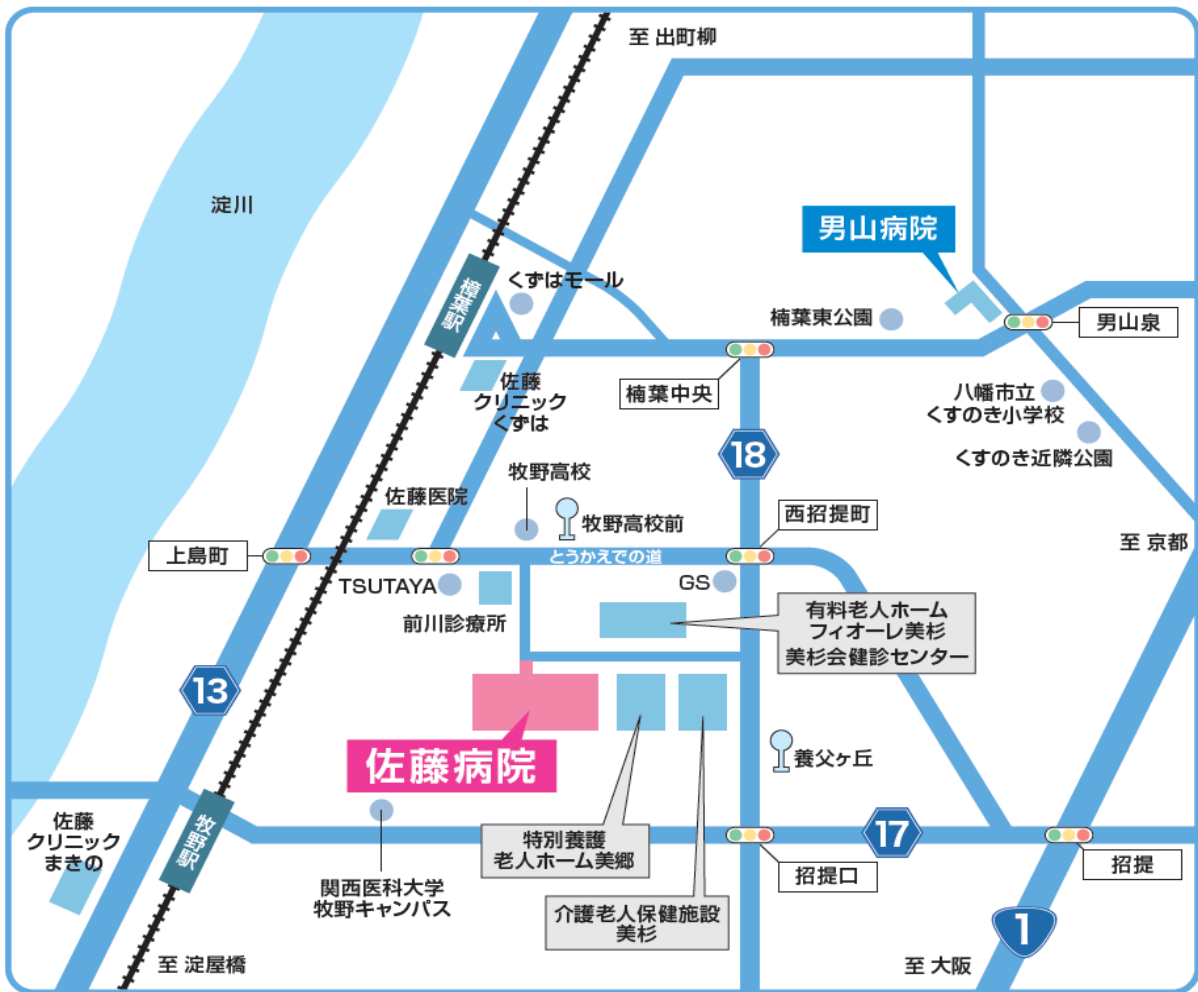 至 出町柳
淀川
男山病院
樟葉駅
くずはモール
楠葉東公園
男山泉
佐藤
クリニック
くずは
楠葉中央
八幡市立
くすのき小学校
くすのき近隣公園
18
牧野高校
佐藤医院
牧野高校前
西招提町
上島町
とうかえでの道
至 京都
TSUTAYA
GS
前川診療所
有料老人ホーム
フィオーレ美杉
美杉会健診センター
13
佐藤病院
養父ヶ丘
佐藤
クリニック
まきの
牧野駅
特別養護
老人ホーム美郷
17
招提口
招提
関西医科大学
牧野キャンパス
介護老人保健施設
美杉
1
至 淀屋橋
至 大阪